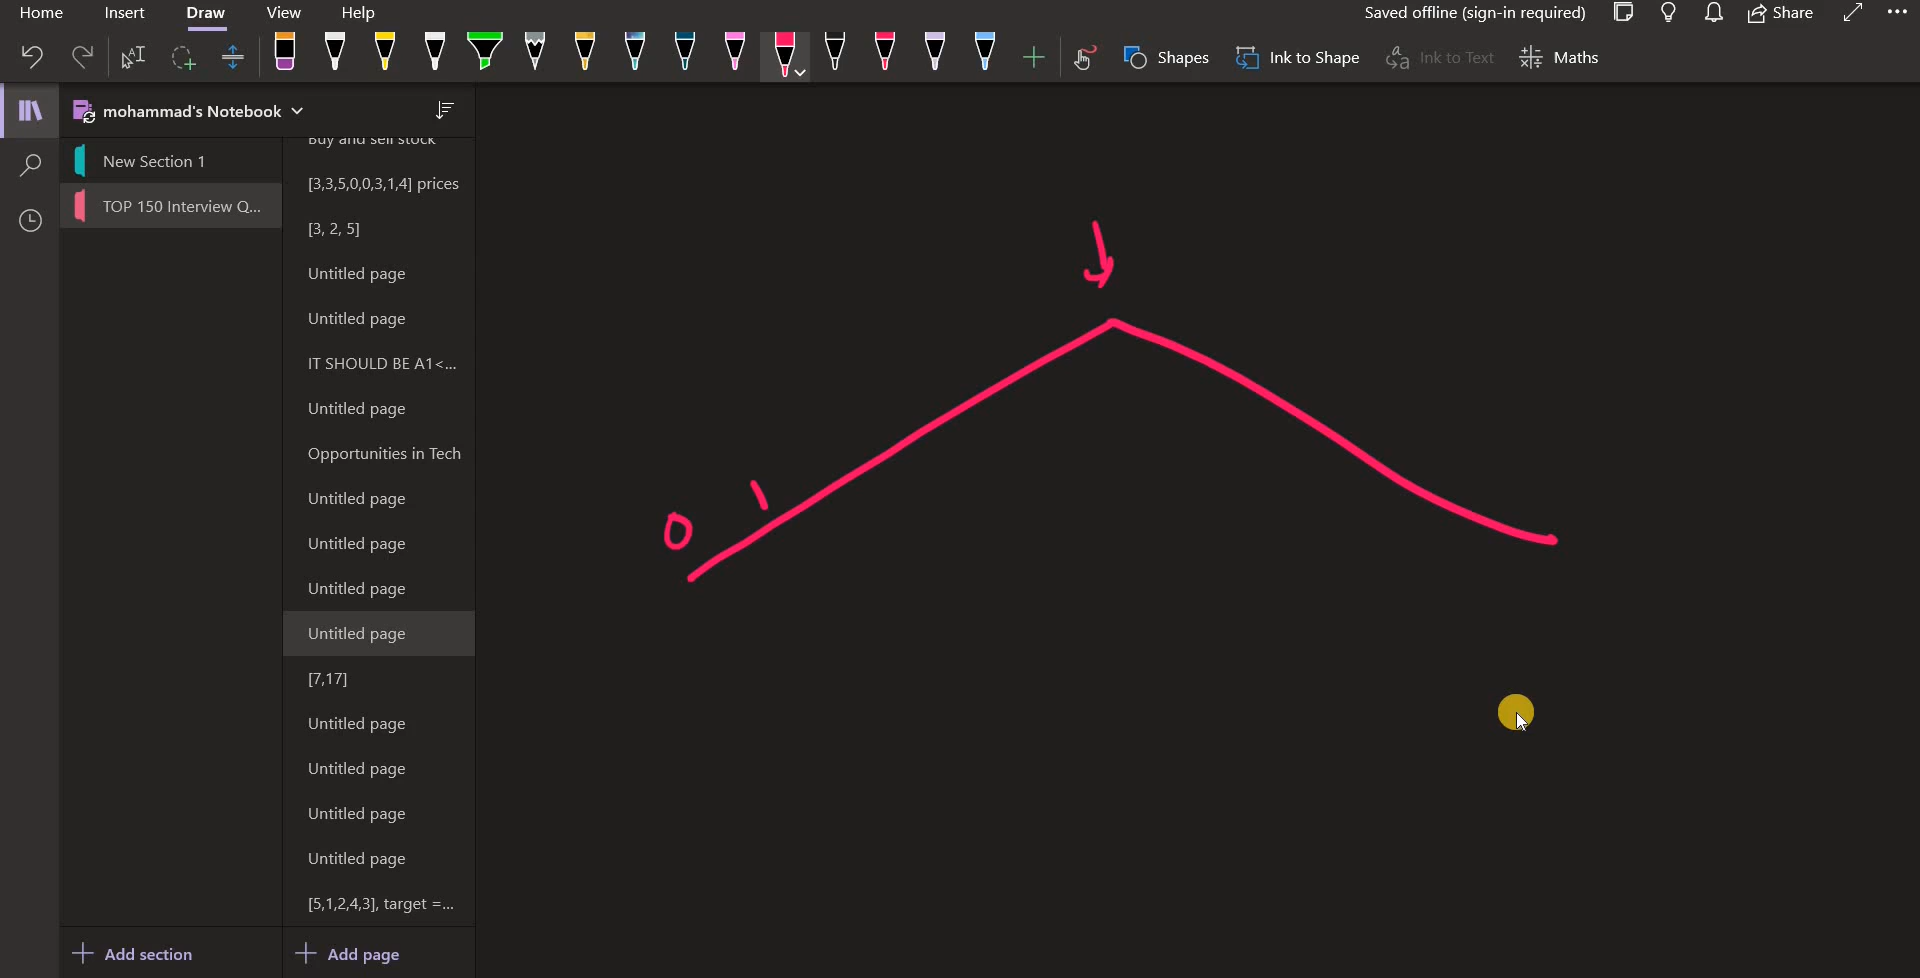 Home Insert Draw View Help Saved offline (sign-in required) Share
Shapes Ink to Shape Ink to Text Maths
mohammad's Notebook
New Section 1
TOP 150 Interview Q...
Buy and sell stock
[3,3,5,0,0,3,1,4] prices
[3, 2, 5]
Untitled page
Untitled page
IT SHOULD BE A1<...
Untitled page
Opportunities in Tech
Untitled page
Untitled page
Untitled page
Untitled page
[7,17]
Untitled page
Untitled page
Untitled page
Untitled page
[5,1,2,4,3], target =...
Add section
Add page
0 1